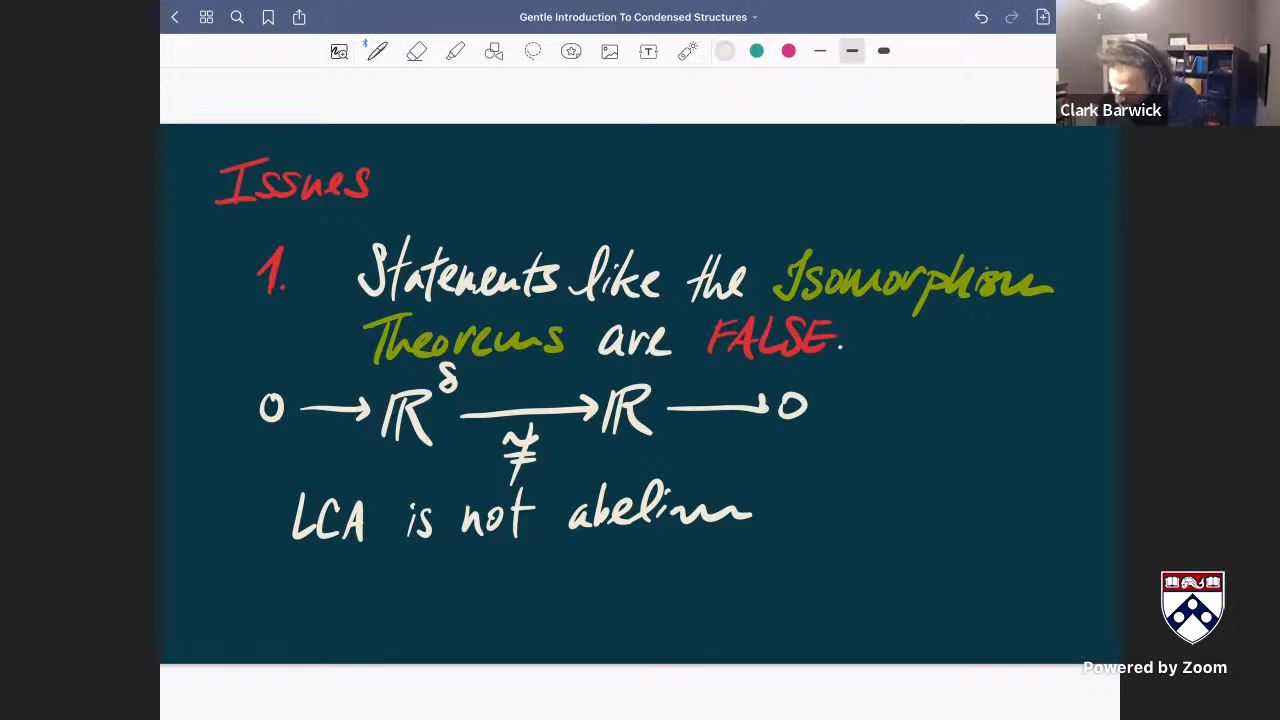 Gentle Introduction To Condensed Structures
Clark Barwick
Issues
1. Statements like the Isomorphism
Theorems are FALSE.
0 → ℝ^δ → ℝ → 0
≇
LCA is not abelian
Powered by Zoom